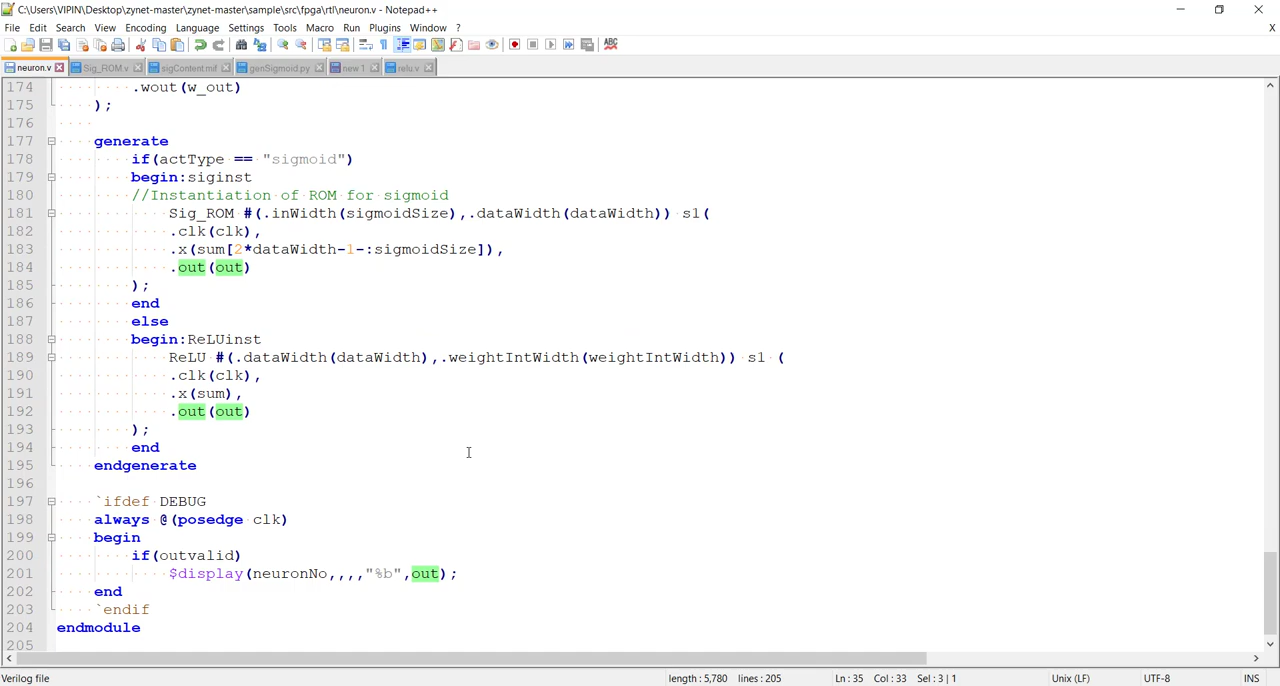 C:\Users\VIPIN\Desktop\zynet-master\zynet-master\sample\src\fpga\rtl\neuron.v - Notepad++
File Edit Search View Encoding Language Settings Tools Macro Run Plugins Window ? X
neuron.v Sig_ROM.v sigContent.mif genSigmoid.py new 1 relu.v
174 .wout(w_out)
175 );
176
177 generate
178 if(actType == "sigmoid")
179 begin:siginst
180 //Instantiation of ROM for sigmoid
181 Sig_ROM #(.inWidth(sigmoidSize),.dataWidth(dataWidth)) s1(
182 .clk(clk),
183 .x(sum[2*dataWidth-1-:sigmoidSize]),
184 .out(out)
185 );
186 end
187 else
188 begin:ReLUinst
189 ReLU #(.dataWidth(dataWidth),.weightIntWidth(weightIntWidth)) s1 (
190 .clk(clk),
191 .x(sum),
192 .out(out)
193 );
194 end
195 endgenerate
196
197 `ifdef DEBUG
198 always @(posedge clk)
199 begin
200 if(outvalid)
201 $display(neuronNo,,,,"%b",out);
202 end
203 `endif
204 endmodule
205
Verilog file length : 5,780 lines : 205 Ln : 35 Col : 33 Sel : 3 | 1 Unix (LF) UTF-8 INS